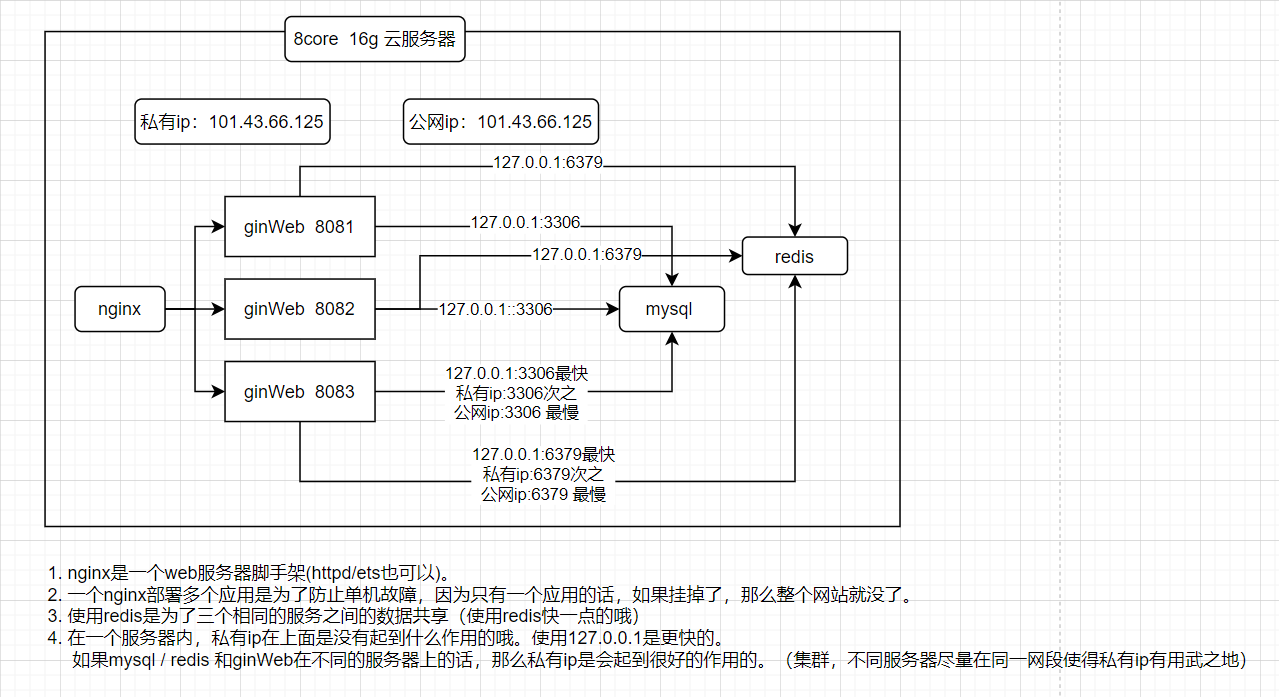 8core  16g 云服务器
私有ip：101.43.66.125
公网ip：101.43.66.125
127.0.0.1:6379
ginWeb  8081
127.0.0.1:3306
127.0.0.1:6379
redis
nginx
ginWeb  8082
127.0.0.1::3306
mysql
ginWeb  8083
127.0.0.1:3306最快
私有ip:3306次之
公网ip:3306 最慢
127.0.0.1:6379最快
私有ip:6379次之
公网ip:6379 最慢
1. nginx是一个web服务器脚手架(httpd/ets也可以)。
2. 一个nginx部署多个应用是为了防止单机故障，因为只有一个应用的话，如果挂掉了，那么整个网站就没了。
3. 使用redis是为了三个相同的服务之间的数据共享（使用redis快一点的哦）
4. 在一个服务器内，私有ip在上面是没有起到什么作用的哦。使用127.0.0.1是更快的。
如果mysql / redis 和ginWeb在不同的服务器上的话，那么私有ip是会起到很好的作用的。（集群，不同服务器尽量在同一网段使得私有ip有用武之地）